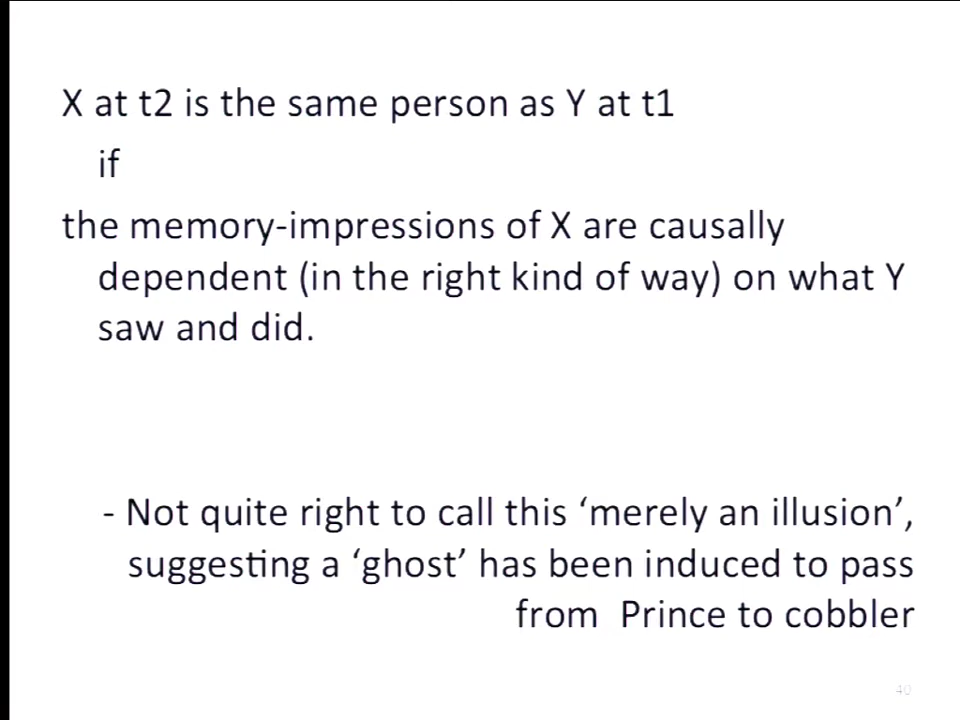 X at t2 is the same person as Y at t1
if
the memory-impressions of X are causally
dependent (in the right kind of way) on what Y
saw and did.
- Not quite right to call this ‘merely an illusion’,
suggesting a ‘ghost’ has been induced to pass
from  Prince to cobbler
40